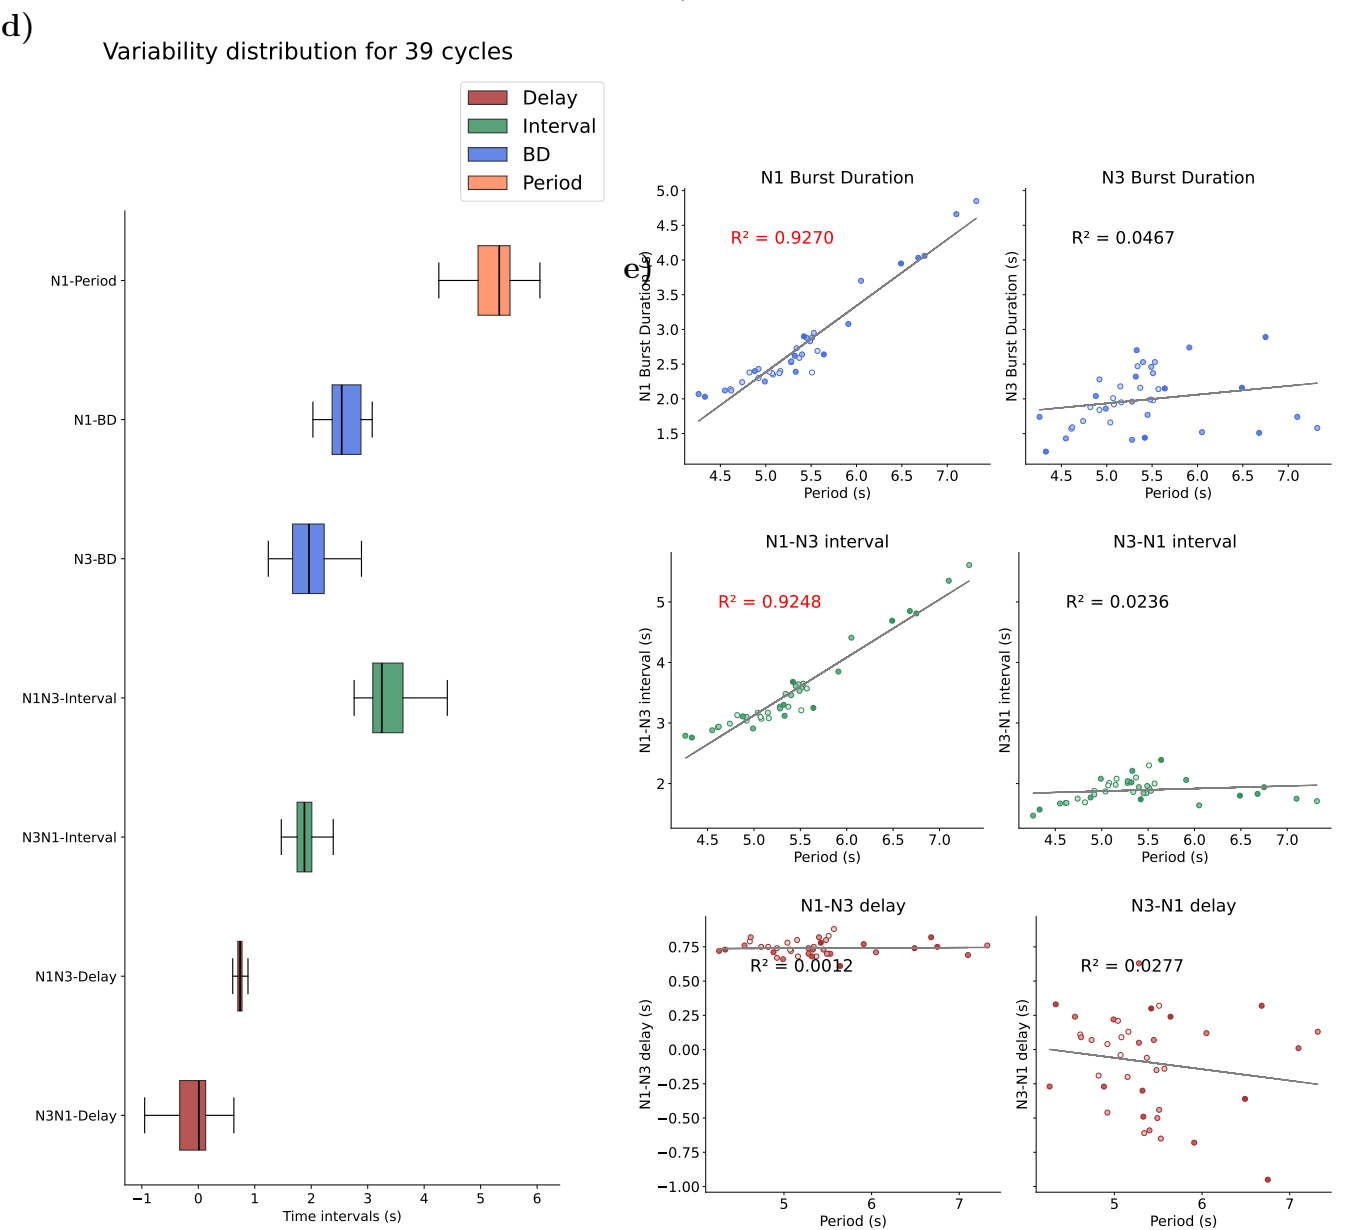 d)
Variability distribution for 39 cycles
Delay
Interval
BD
Period
N1-Period
N1-BD
N3-BD
N1N3-Interval
N3N1-Interval
N1N3-Delay
N3N1-Delay
−1 0 1 2 3 4 5 6
Time intervals (s)
e)
N1 Burst Duration
R² = 0.9270
N1 Burst Duration (s)
5.0
4.5
4.0
3.5
3.0
2.5
2.0
1.5
4.5 5.0 5.5 6.0 6.5 7.0
Period (s)
N3 Burst Duration
R² = 0.0467
N3 Burst Duration (s)
4.5 5.0 5.5 6.0 6.5 7.0
Period (s)
N1-N3 interval
R² = 0.9248
N1-N3 interval (s)
5
4
3
2
4.5 5.0 5.5 6.0 6.5 7.0
Period (s)
N3-N1 interval
R² = 0.0236
N3-N1 interval (s)
4.5 5.0 5.5 6.0 6.5 7.0
Period (s)
N1-N3 delay
R² = 0.0012
N1-N3 delay (s)
0.75
0.50
0.25
0.00
−0.25
−0.50
−0.75
−1.00
5 6 7
Period (s)
N3-N1 delay
R² = 0.0277
N3-N1 delay (s)
5 6 7
Period (s)